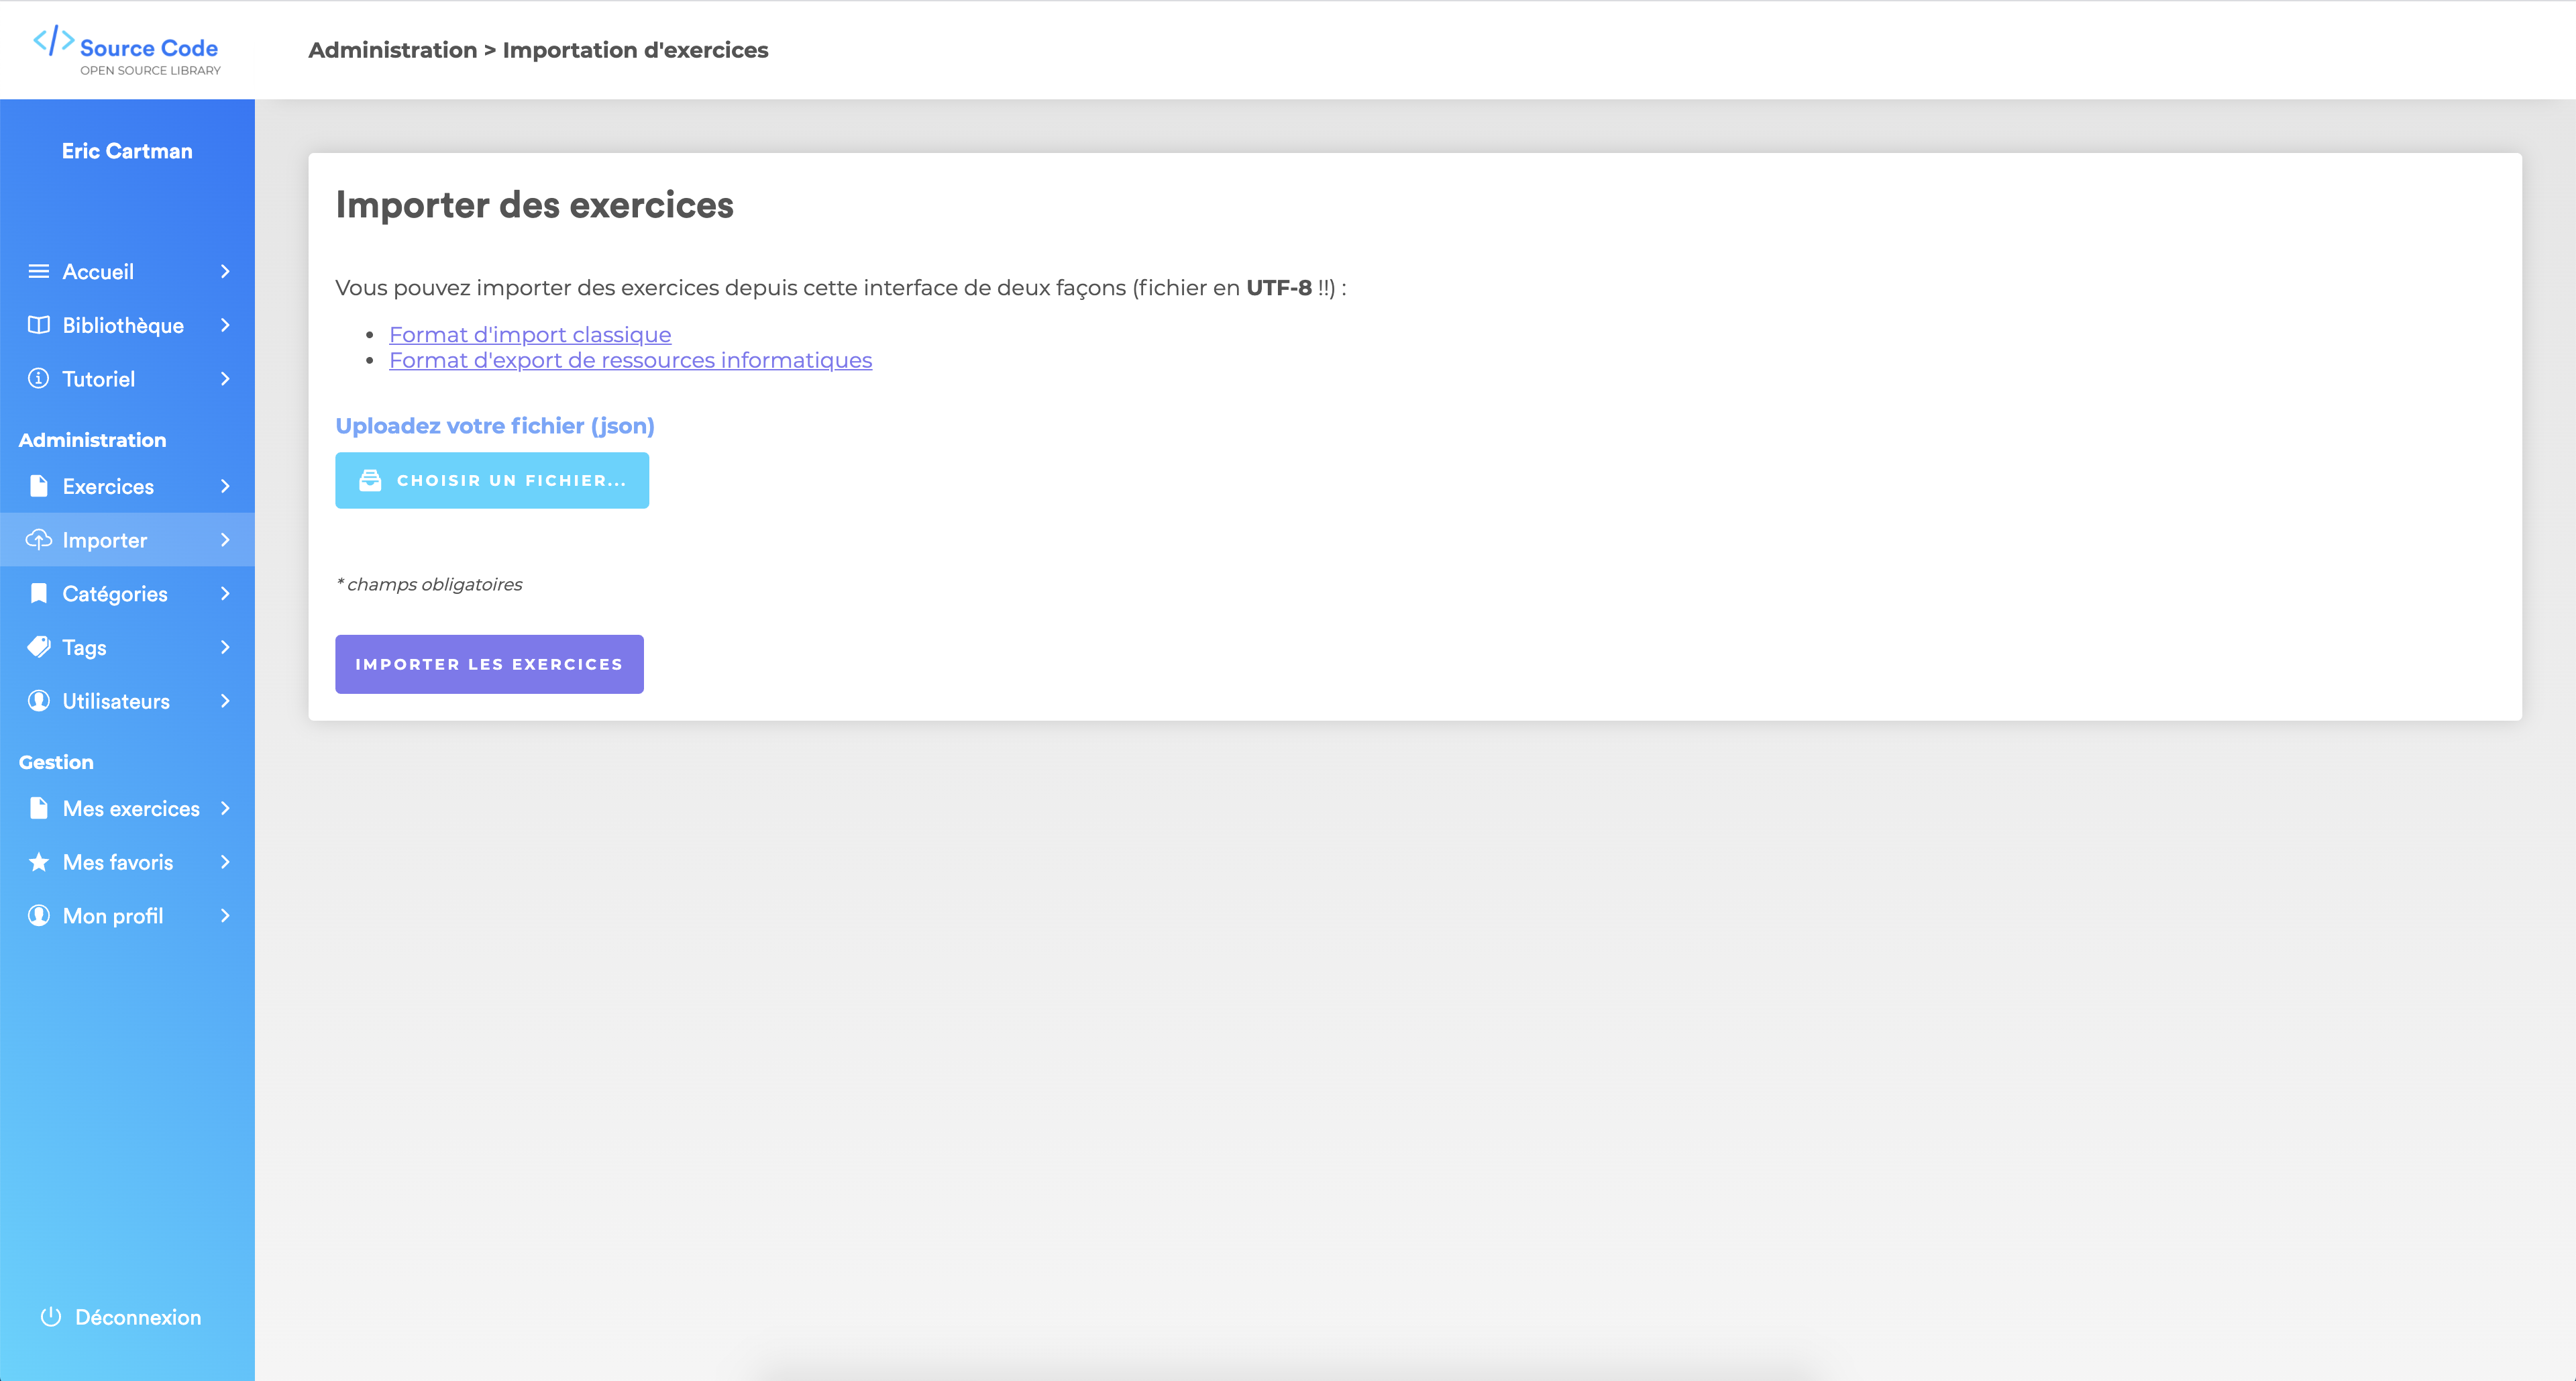 Source Code
OPEN SOURCE LIBRARY
Administration > Importation d'exercices
Eric Cartman
Accueil
Bibliothèque
Tutoriel
Administration
Exercices
Importer
Catégories
Tags
Utilisateurs
Gestion
Mes exercices
Mes favoris
Mon profil
Déconnexion
Importer des exercices
Vous pouvez importer des exercices depuis cette interface de deux façons (fichier en UTF-8 !!) :
Format d'import classique
Format d'export de ressources informatiques
Uploadez votre fichier (json)
CHOISIR UN FICHIER...
* champs obligatoires
IMPORTER LES EXERCICES